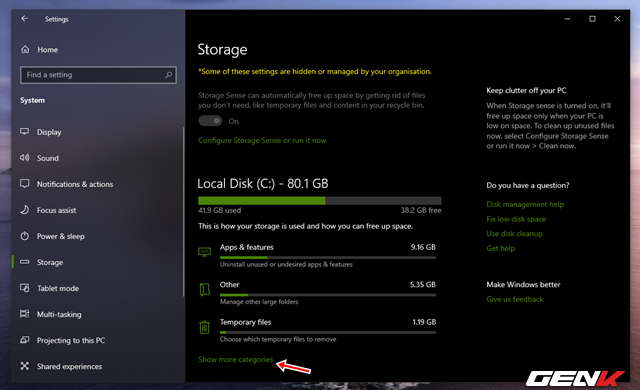 Settings
Home
Find a setting
System
Display
Sound
Notifications & actions
Focus assist
Power & sleep
Storage
Tablet mode
Multi-tasking
Projecting to this PC
Shared experiences
Storage
*Some of these settings are hidden or managed by your organisation.
Storage Sense can automatically free up space by getting rid of files
you don't need, like temporary files and content in your recycle bin.
On
Configure Storage Sense or run it now
Local Disk (C:) - 80.1 GB
41.9 GB used 38.2 GB free
This is how your storage is used and how you can free up space.
Apps & features 9.16 GB
Uninstall unused or undesired apps & features
Other 5.35 GB
Manage other large folders
Temporary files 1.19 GB
Choose which temporary files to remove
Show more categories
Keep clutter off your PC
When Storage sense is turned on, it'll
free up space only when your PC is
low on space. To clean up unused files
now, select Configure Storage Sense
or run it now > Clean now.
Do you have a question?
Disk management help
Fix low disk space
Use disk cleanup
Get help
Make Windows better
Give us feedback
GENK